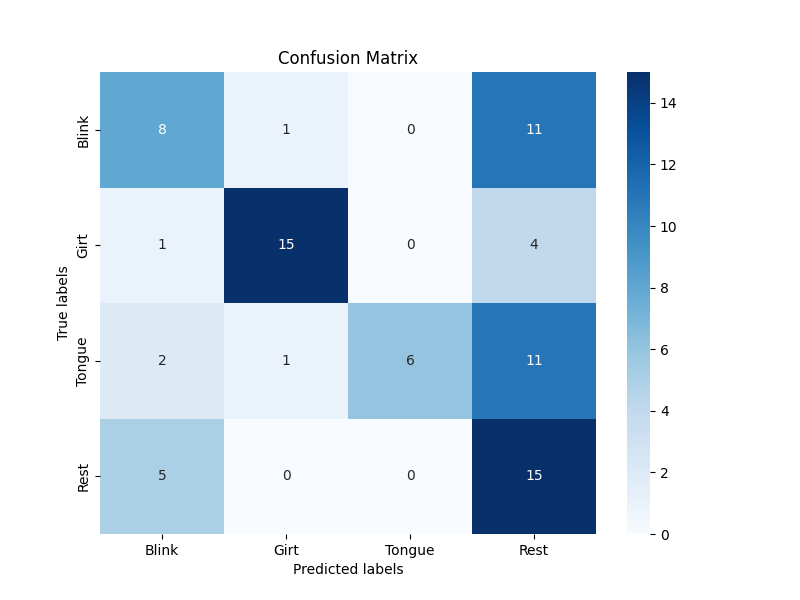 Confusion Matrix
True labels
Blink
8 1 0 11
Girt
1 15 0 4
Tongue
2 1 6 11
Rest
5 0 0 15
Blink Girt Tongue Rest
Predicted labels
14
12
10
8
6
4
2
0